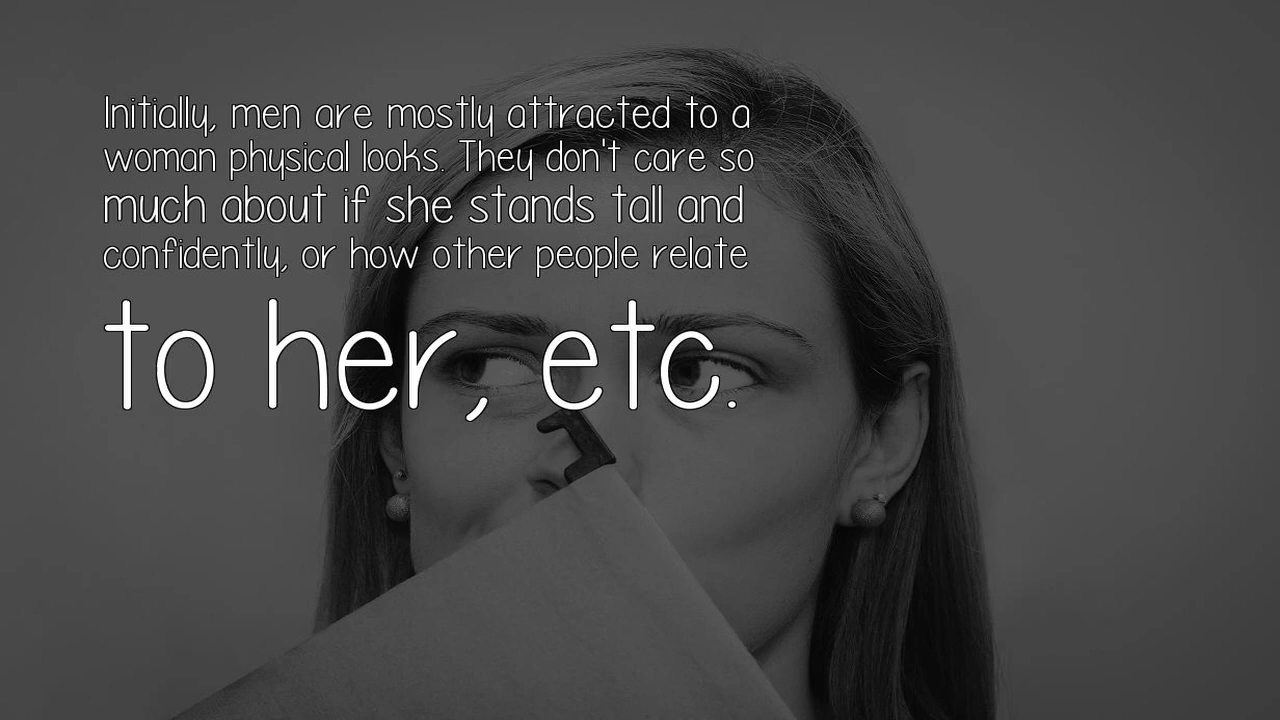 Initially, men are mostly attracted to a
woman physical looks. They don't care so
much about if she stands tall and
confidently, or how other people relate
to her, etc.